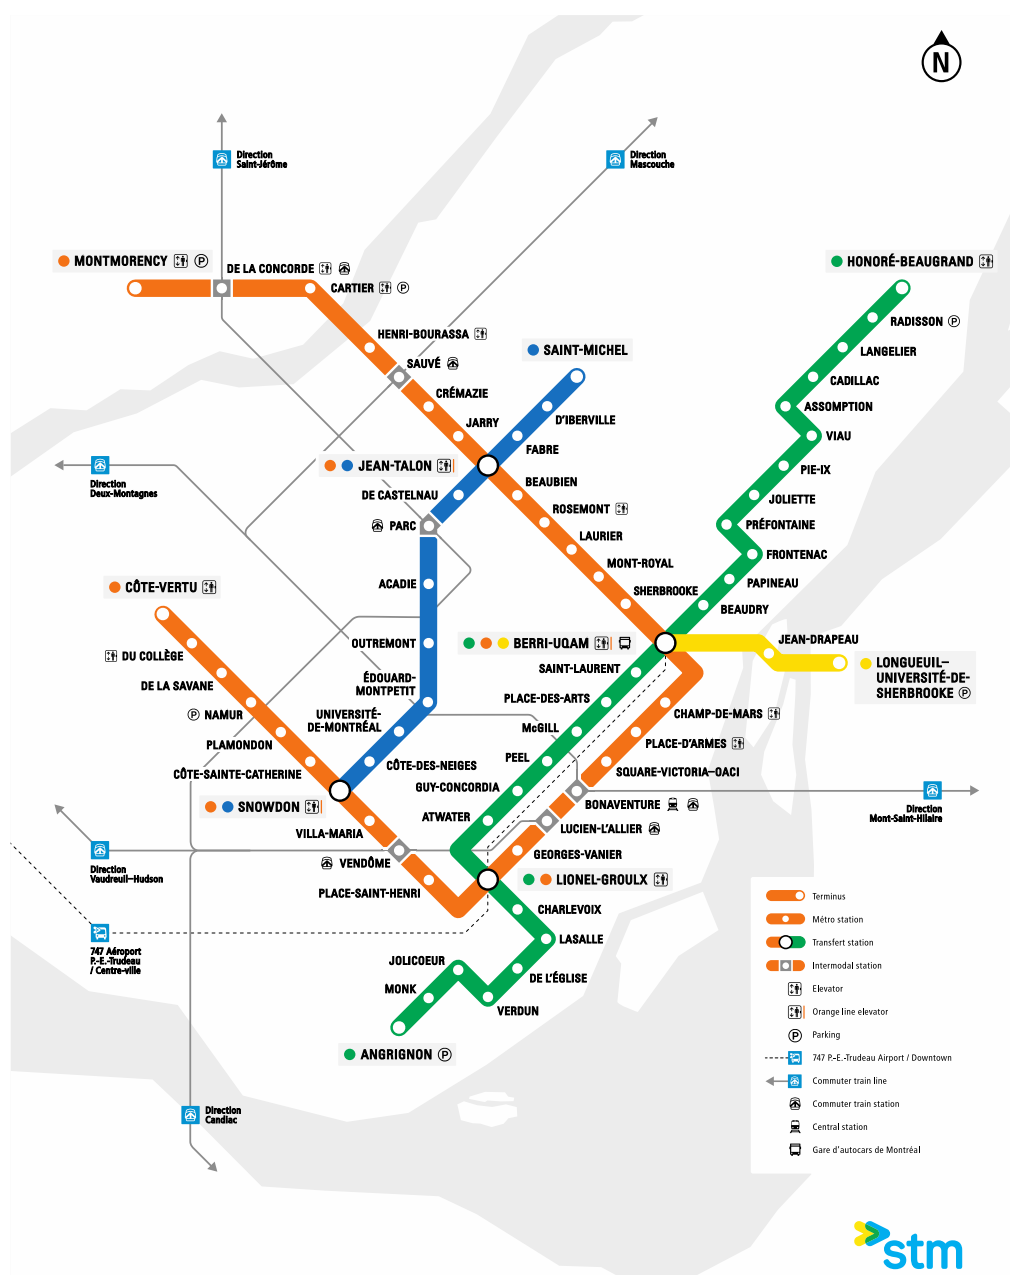 N
Direction
Saint-Jérôme
Direction
Mascouche
MONTMORENCY P
DE LA CONCORDE
CARTIER P
HONORÉ-BEAUGRAND
RADISSON P
HENRI-BOURASSA
SAUVÉ
SAINT-MICHEL
LANGELIER
CRÉMAZIE
CADILLAC
JARRY
D'IBERVILLE
ASSOMPTION
FABRE
VIAU
JEAN-TALON
PIE-IX
Direction
Deux-Montagnes
DE CASTELNAU
BEAUBIEN
JOLIETTE
ROSEMONT
PARC
PRÉFONTAINE
LAURIER
FRONTENAC
MONT-ROYAL
CÔTE-VERTU
ACADIE
SHERBROOKE
PAPINEAU
BEAUDRY
DU COLLÈGE
OUTREMONT
BERRI-UQAM
JEAN-DRAPEAU
LONGUEUIL–
UNIVERSITÉ-DE-
SHERBROOKE P
DE LA SAVANE
ÉDOUARD-
MONTPETIT
SAINT-LAURENT
P NAMUR
UNIVERSITÉ-
DE-MONTRÉAL
PLACE-DES-ARTS
CHAMP-DE-MARS
McGILL
PLAMONDON
PLACE-D'ARMES
PEEL
CÔTE-SAINTE-CATHERINE
CÔTE-DES-NEIGES
SQUARE-VICTORIA–OACI
GUY-CONCORDIA
SNOWDON
BONAVENTURE
Direction
Mont-Saint-Hilaire
ATWATER
VILLA-MARIA
LUCIEN-L'ALLIER
VENDÔME
GEORGES-VANIER
Direction
Vaudreuil–Hudson
PLACE-SAINT-HENRI
LIONEL-GROULX
CHARLEVOIX
LASALLE
747 Aéroport
P.-E.-Trudeau
/ Centre-ville
JOLICOEUR
DE L'ÉGLISE
MONK
VERDUN
ANGRIGNON P
Direction
Candiac
Terminus
Métro station
Transfert station
Intermodal station
Elevator
Orange line elevator
P Parking
747 P.-E.-Trudeau Airport / Downtown
Commuter train line
Commuter train station
Central station
Gare d'autocars de Montréal
stm